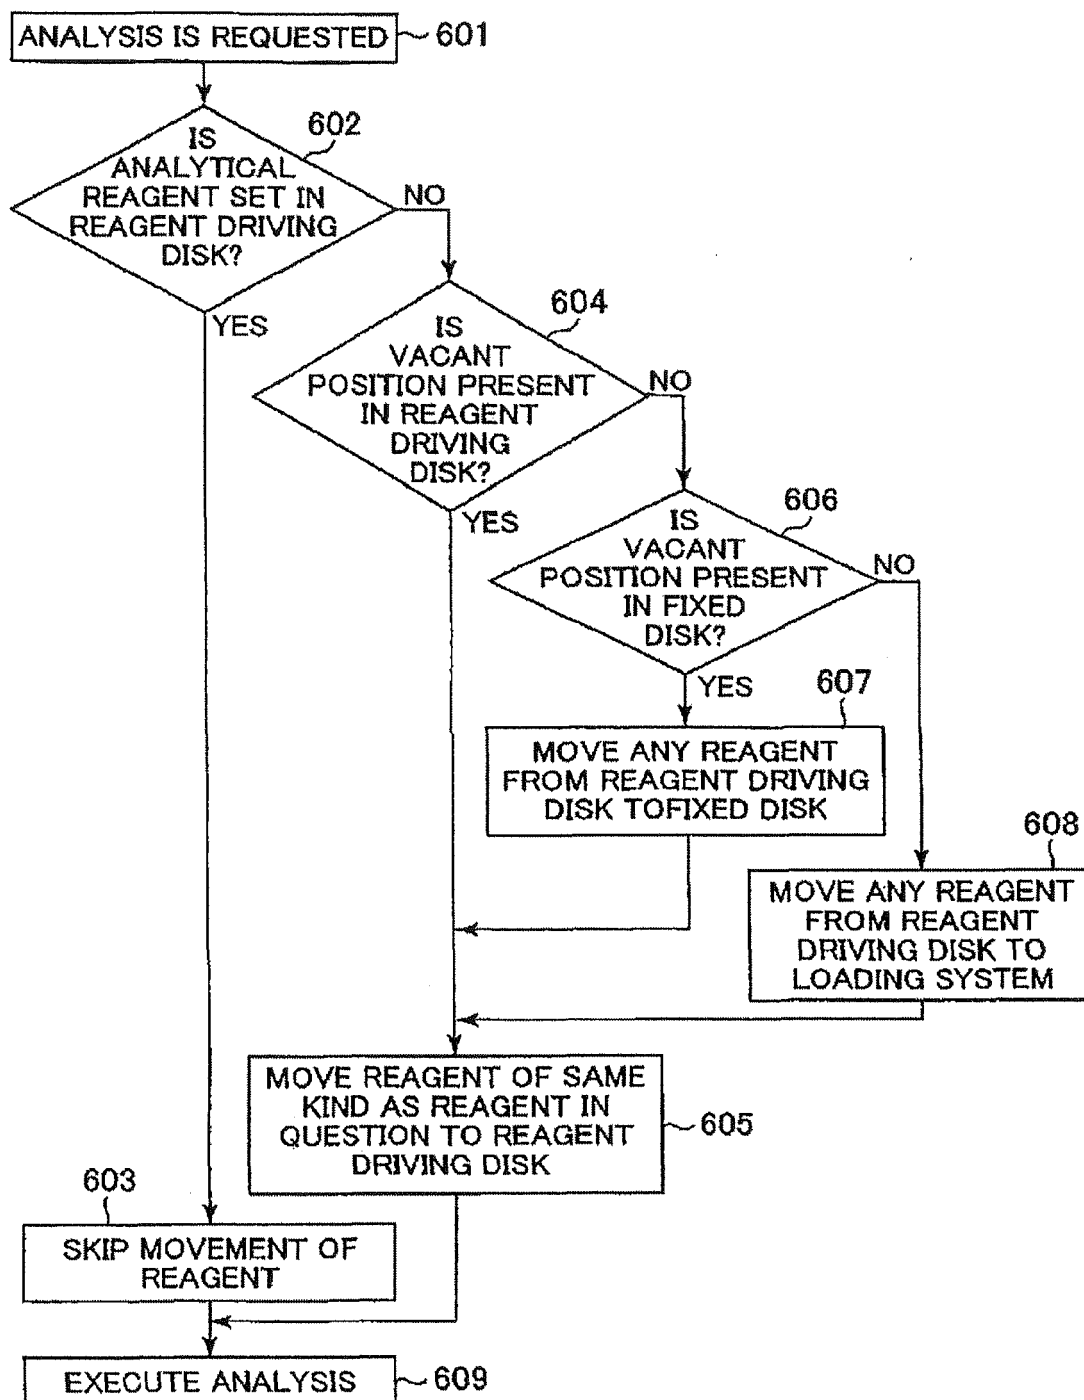 ANALYSIS IS REQUESTED
601
602
IS
ANALYTICAL
REAGENT SET IN
REAGENT DRIVING
DISK?
NO
YES
604
IS
VACANT
POSITION PRESENT
IN REAGENT
DRIVING
DISK?
NO
YES
606
IS
VACANT
POSITION PRESENT
IN FIXED
DISK?
NO
YES
607
MOVE ANY REAGENT
FROM REAGENT DRIVING
DISK TOFIXED DISK
608
MOVE ANY REAGENT
FROM REAGENT
DRIVING DISK TO
LOADING SYSTEM
MOVE REAGENT OF SAME
KIND AS REAGENT IN
QUESTION TO REAGENT
DRIVING DISK
605
603
SKIP MOVEMENT OF
REAGENT
EXECUTE ANALYSIS
609